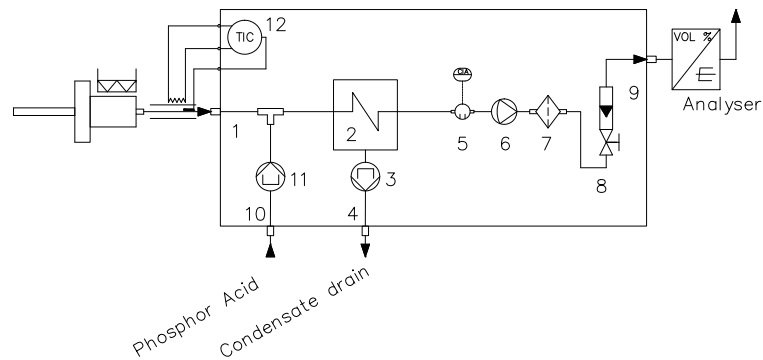 TIC
12
VOL %
Analyser
9
1
2
5
6
7
8
11
3
10
4
Phosphor Acid
Condensate drain